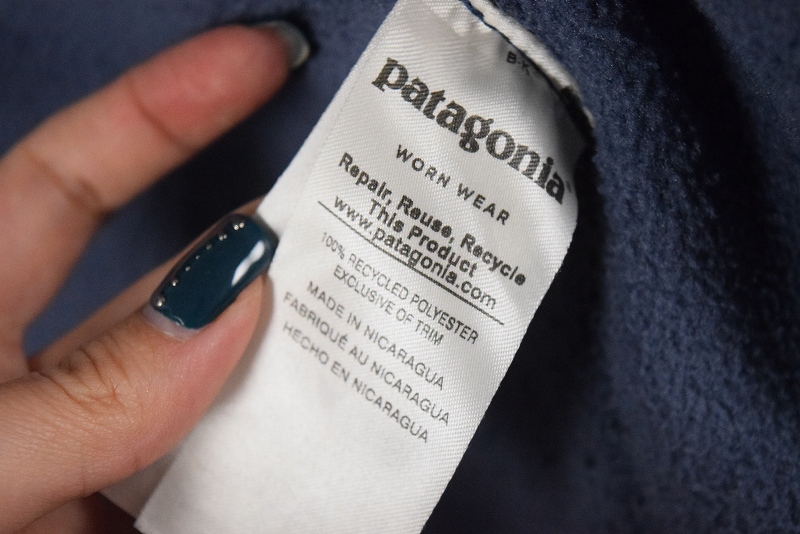 patagonia®
WORN WEAR
Repair, Reuse, Recycle
This Product
www.patagonia.com
100% RECYCLED POLYESTER
EXCLUSIVE OF TRIM
MADE IN NICARAGUA
FABRIQUÉ AU NICARAGUA
HECHO EN NICARAGUA